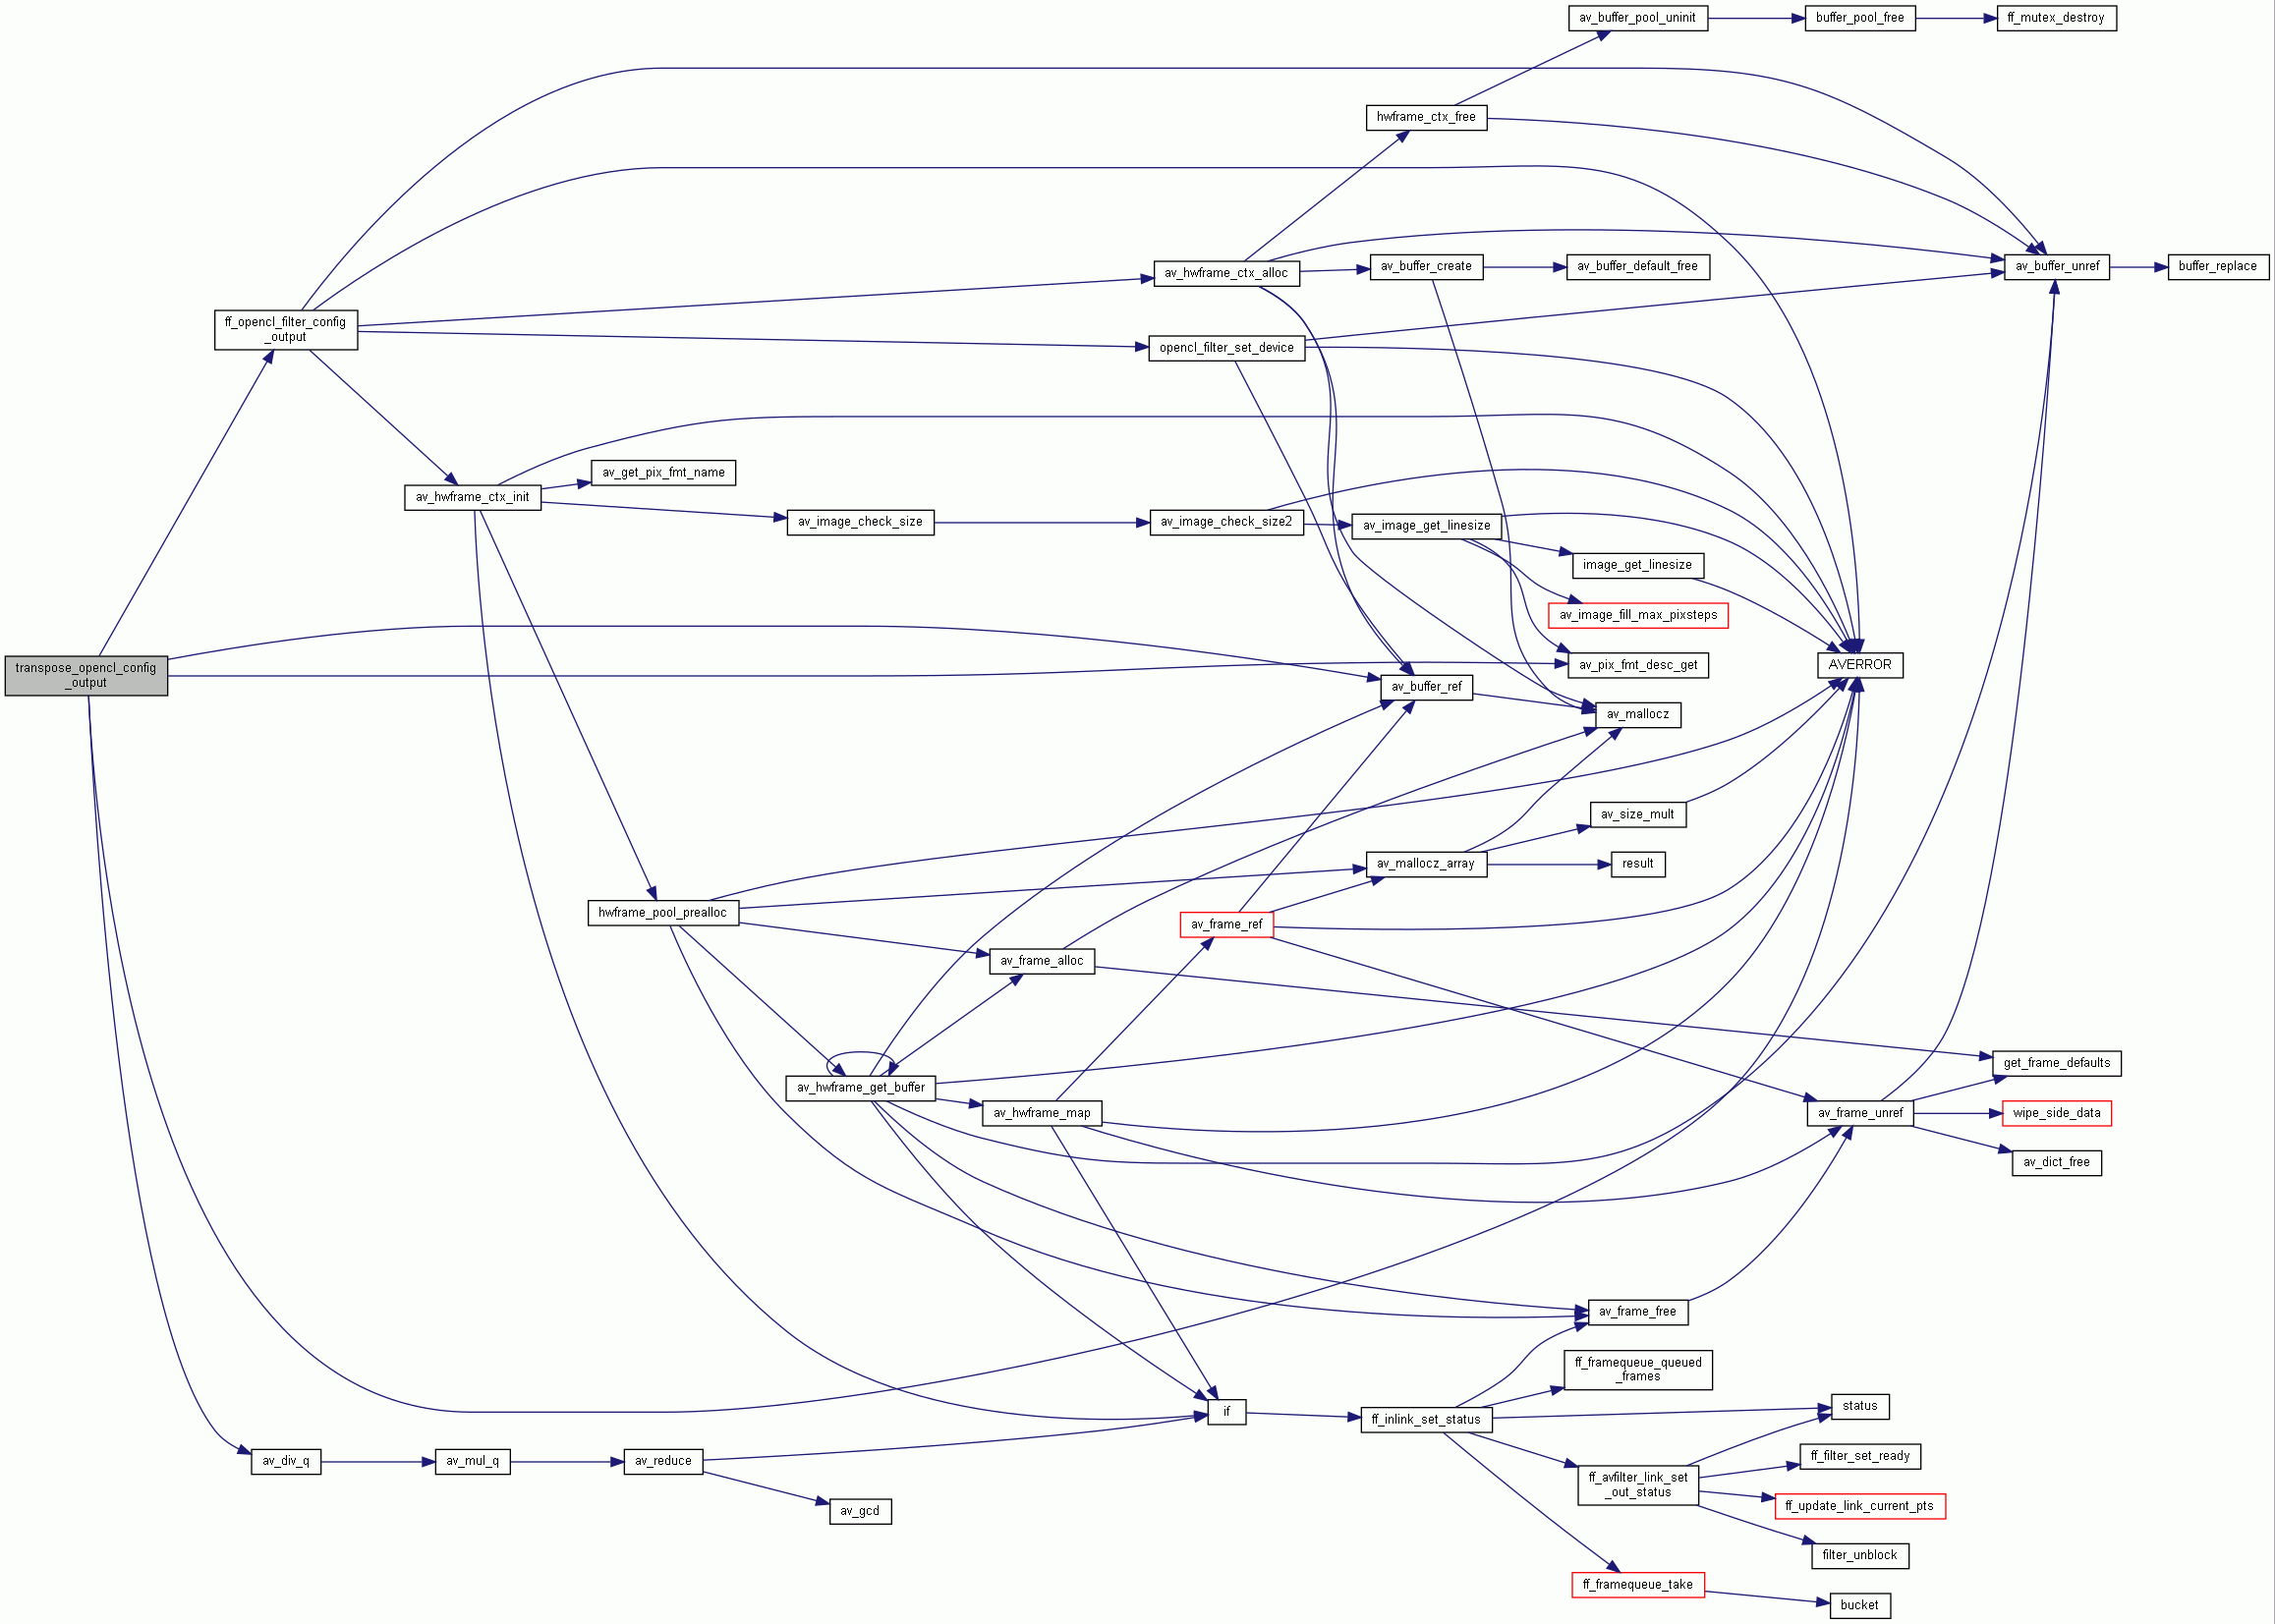 av_buffer_pool_uninit
buffer_pool_free
ff_mutex_destroy
hwframe_ctx_free
av_hwframe_ctx_alloc
av_buffer_create
av_buffer_default_free
av_buffer_unref
buffer_replace
ff_opencl_filter_config
_output
opencl_filter_set_device
av_get_pix_fmt_name
av_hwframe_ctx_init
av_image_check_size
av_image_check_size2
av_image_get_linesize
image_get_linesize
av_image_fill_max_pixsteps
transpose_opencl_config
_output
av_pix_fmt_desc_get
AVERROR
av_buffer_ref
av_mallocz
av_size_mult
av_mallocz_array
result
hwframe_pool_prealloc
av_frame_ref
av_frame_alloc
get_frame_defaults
av_hwframe_get_buffer
av_hwframe_map
av_frame_unref
wipe_side_data
av_dict_free
av_frame_free
ff_framequeue_queued
_frames
if
ff_inlink_set_status
status
av_div_q
av_mul_q
av_reduce
ff_filter_set_ready
ff_avfilter_link_set
_out_status
av_gcd
ff_update_link_current_pts
filter_unblock
ff_framequeue_take
bucket